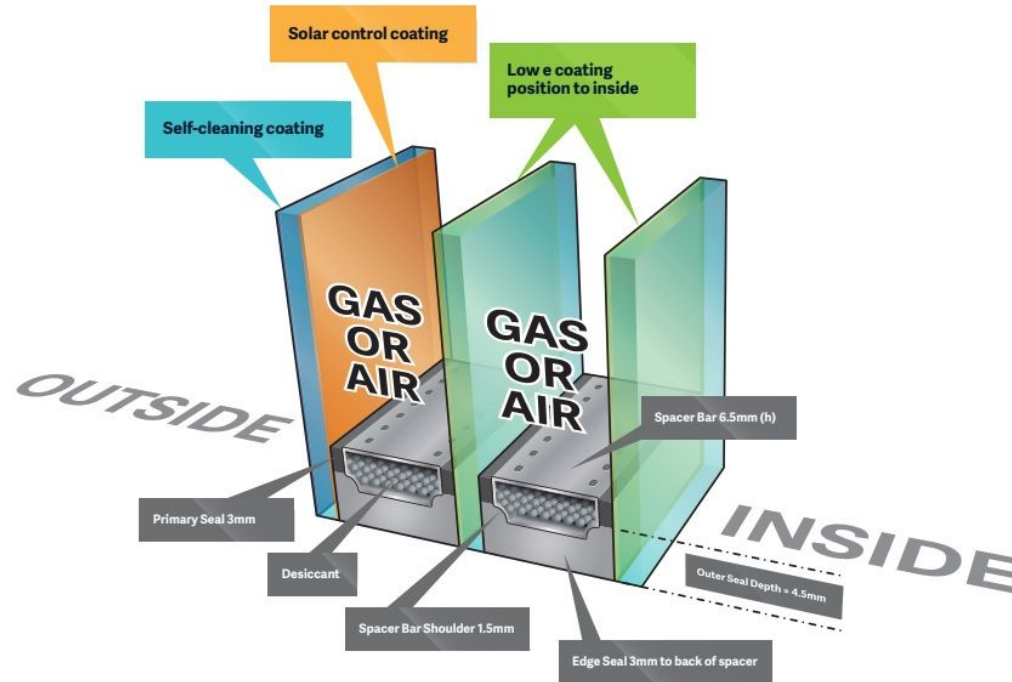 Solar control coating
Low e coating
position to inside
Self-cleaning coating
GAS
OR
AIR
GAS
OR
AIR
OUTSIDE
Spacer Bar 6.5mm (h)
Primary Seal 3mm
INSIDE
Desiccant
Outer Seal Depth = 4.5mm
Spacer Bar Shoulder 1.5mm
Edge Seal 3mm to back of spacer